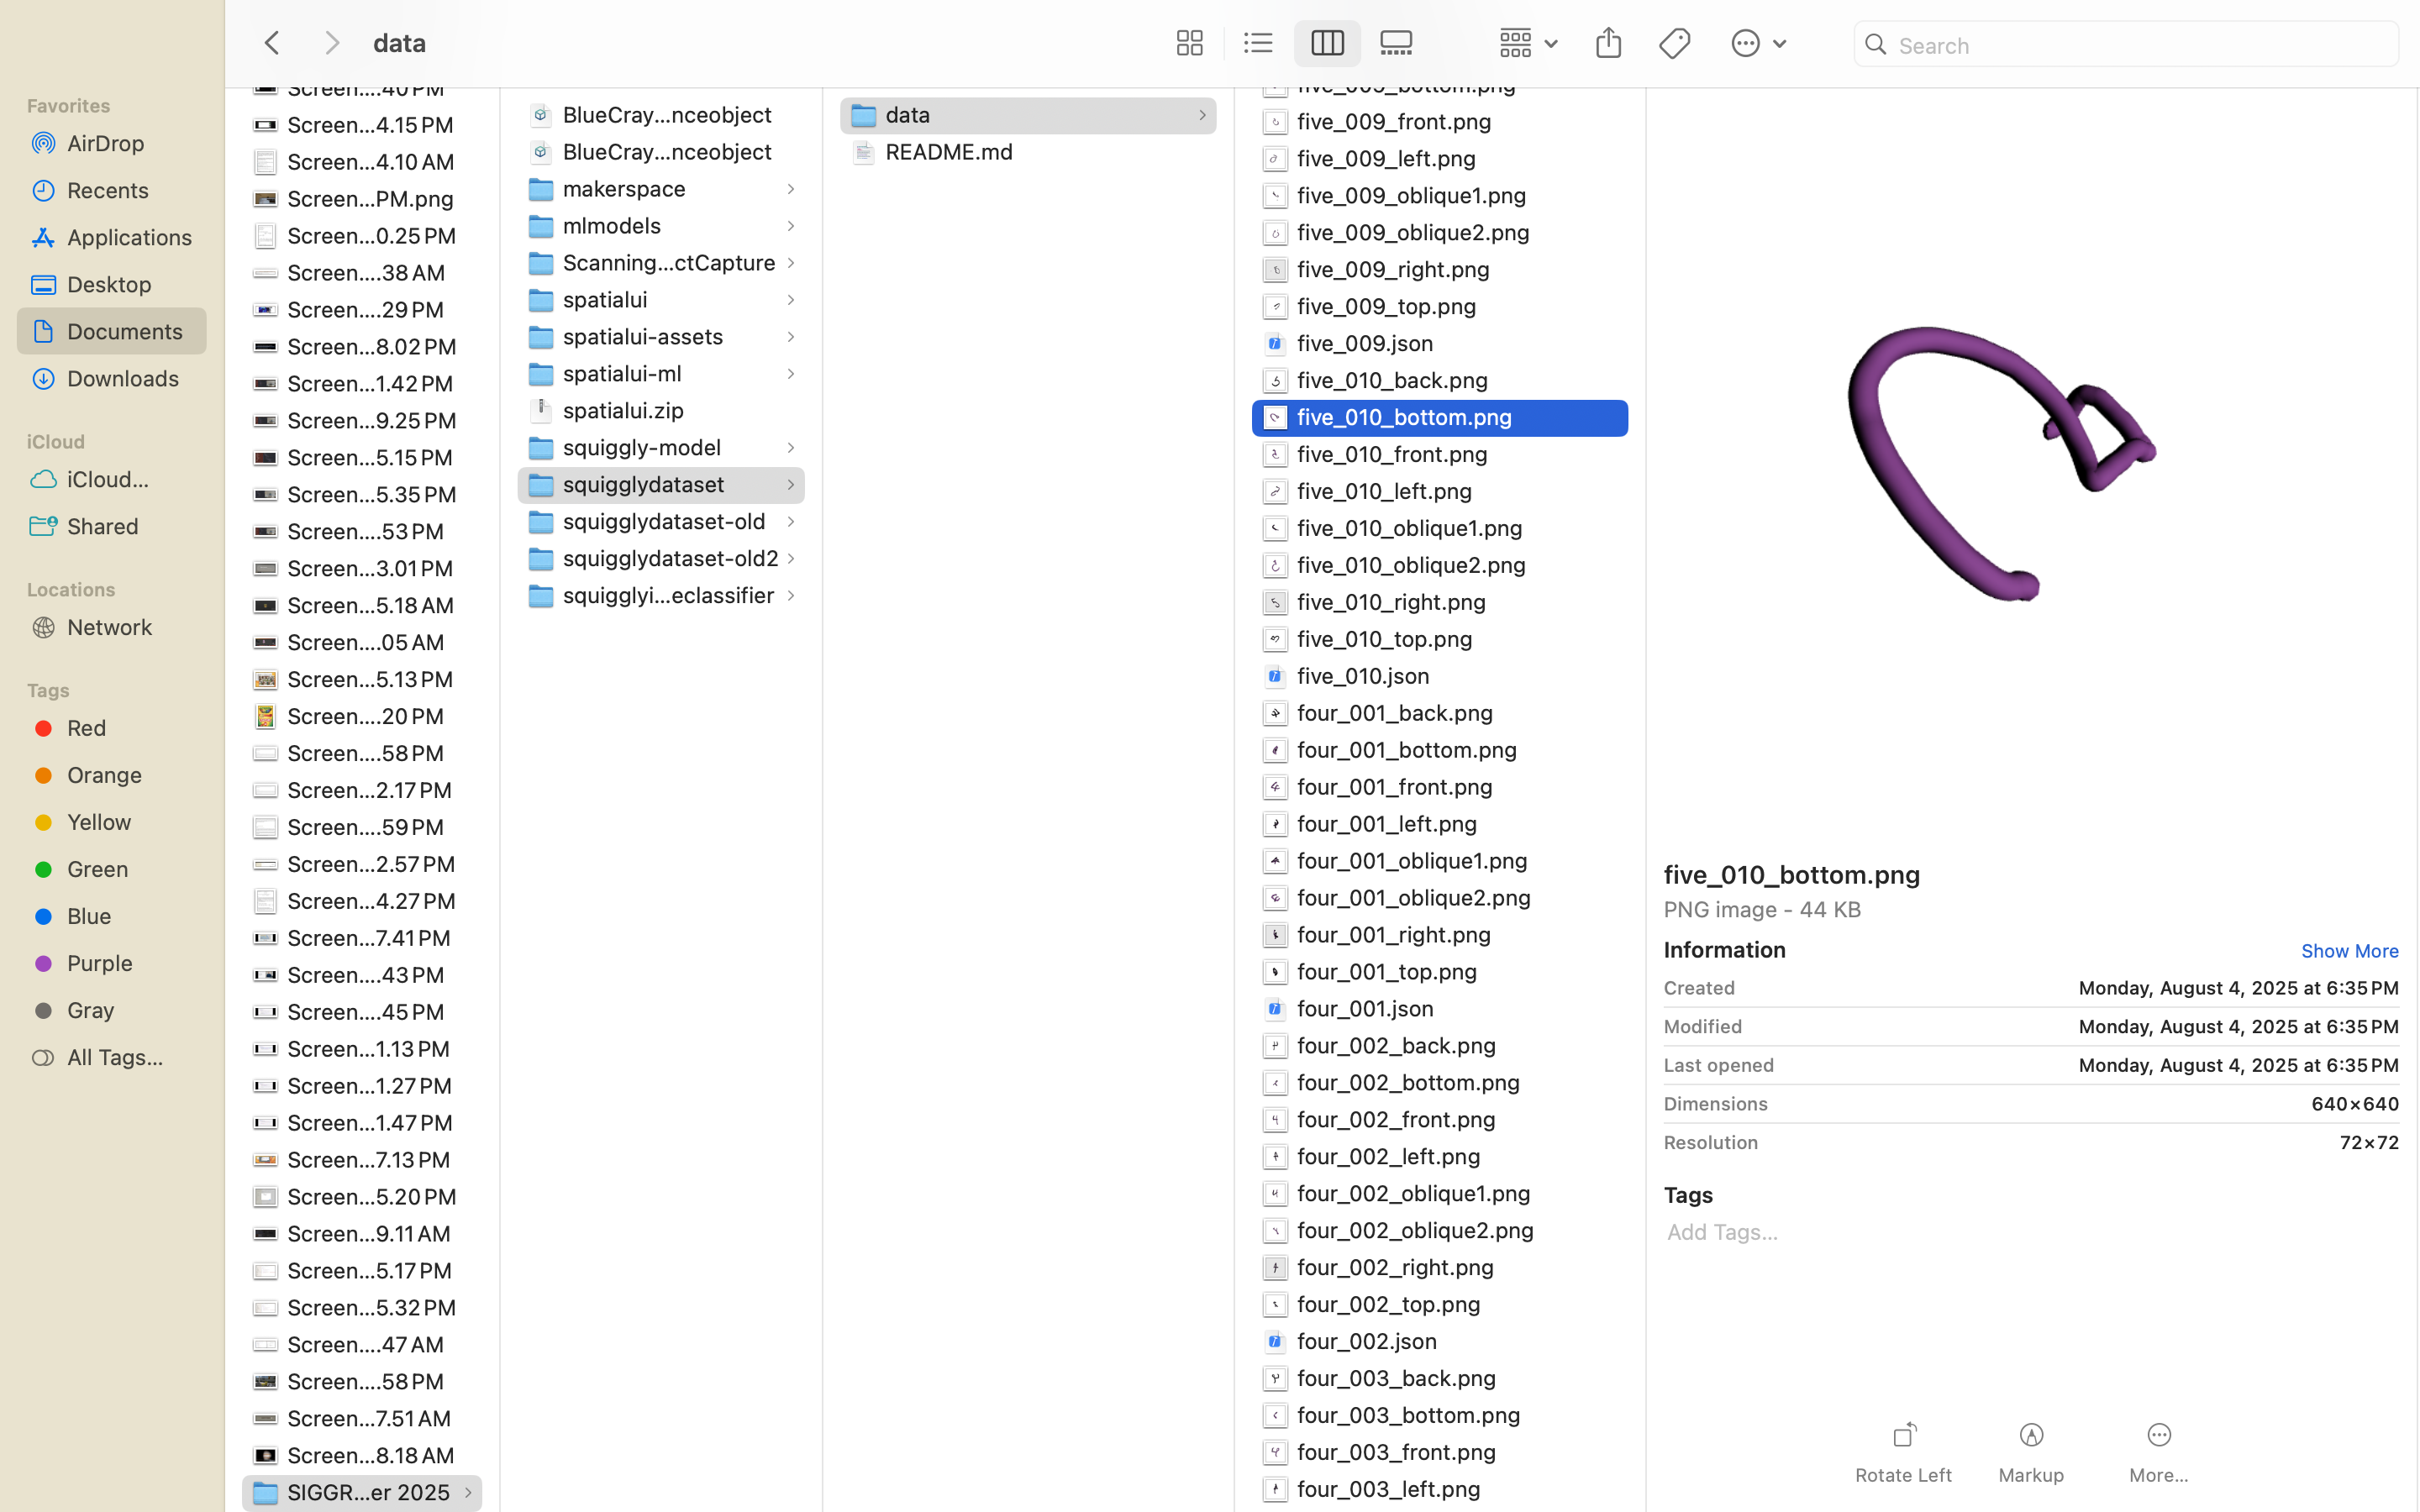 data
Search
Favorites
AirDrop
Recents
Applications
Desktop
Documents
Downloads
iCloud
iCloud...
Shared
Locations
Network
Tags
Red
Orange
Yellow
Green
Blue
Purple
Gray
All Tags...
Screen....40 PM
Screen...4.15 PM
Screen...4.10 AM
Screen...PM.png
Screen...0.25 PM
Screen....38 AM
Screen....29 PM
Screen...8.02 PM
Screen...1.42 PM
Screen...9.25 PM
Screen...5.15 PM
Screen...5.35 PM
Screen....53 PM
Screen...3.01 PM
Screen...5.18 AM
Screen....05 AM
Screen...5.13 PM
Screen....20 PM
Screen....58 PM
Screen...2.17 PM
Screen....59 PM
Screen...2.57 PM
Screen...4.27 PM
Screen...7.41 PM
Screen....43 PM
Screen....45 PM
Screen...1.13 PM
Screen...1.27 PM
Screen...1.47 PM
Screen...7.13 PM
Screen...5.20 PM
Screen...9.11 AM
Screen...5.17 PM
Screen...5.32 PM
Screen....47 AM
Screen....58 PM
Screen...7.51 AM
Screen...8.18 AM
SIGGR...er 2025
BlueCray...nceobject
BlueCray...nceobject
makerspace
mlmodels
Scanning...ctCapture
spatialui
spatialui-assets
spatialui-ml
spatialui.zip
squiggly-model
squigglydataset
squigglydataset-old
squigglydataset-old2
squigglyi...eclassifier
data
README.md
five_009_bottom.png
five_009_front.png
five_009_left.png
five_009_oblique1.png
five_009_oblique2.png
five_009_right.png
five_009_top.png
five_009.json
five_010_back.png
five_010_bottom.png
five_010_front.png
five_010_left.png
five_010_oblique1.png
five_010_oblique2.png
five_010_right.png
five_010_top.png
five_010.json
four_001_back.png
four_001_bottom.png
four_001_front.png
four_001_left.png
four_001_oblique1.png
four_001_oblique2.png
four_001_right.png
four_001_top.png
four_001.json
four_002_back.png
four_002_bottom.png
four_002_front.png
four_002_left.png
four_002_oblique1.png
four_002_oblique2.png
four_002_right.png
four_002_top.png
four_002.json
four_003_back.png
four_003_bottom.png
four_003_front.png
four_003_left.png
five_010_bottom.png
PNG image - 44 KB
Information Show More
Created Monday, August 4, 2025 at 6:35 PM
Modified Monday, August 4, 2025 at 6:35 PM
Last opened Monday, August 4, 2025 at 6:35 PM
Dimensions 640×640
Resolution 72×72
Tags
Add Tags...
Rotate Left
Markup
More...